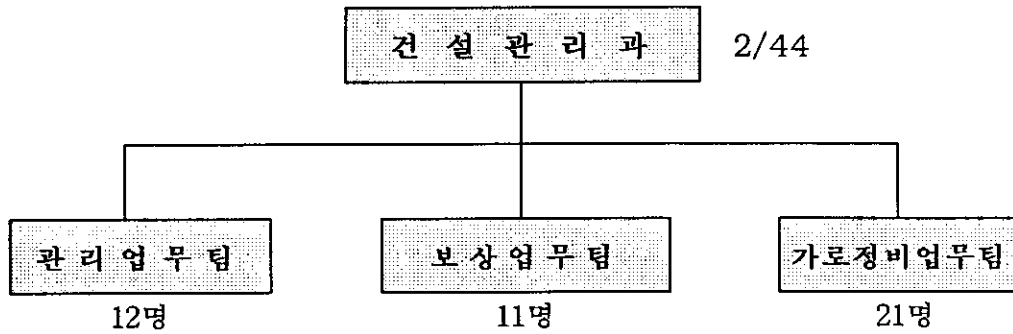 건 설 관 리 과 2/44
관 리 업 무 팀 보 상 업 무 팀 가로정비업무팀
12명 11명 21명